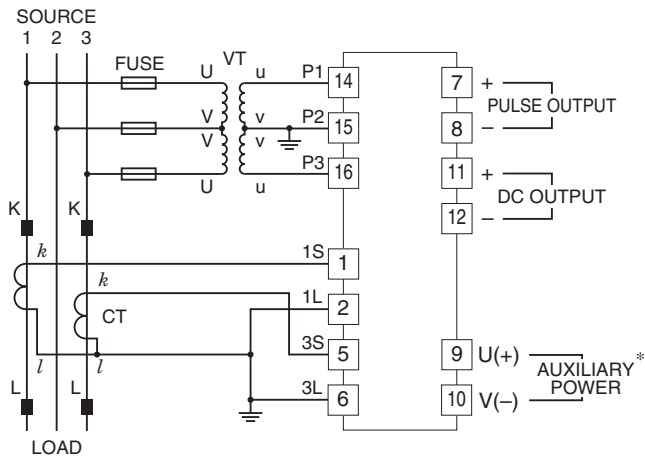 SOURCE
1 2 3
FUSE
VT
U u P1 14
V v P2 15
V v
U u P3 16
7 + PULSE OUTPUT
8 –
11 + DC OUTPUT
12 –
K K
k 1S 1
k 1L 2
CT
3S 5
l l
3L 6
L L
9 U(+) AUXILIARY*
10 V(–) POWER
LOAD